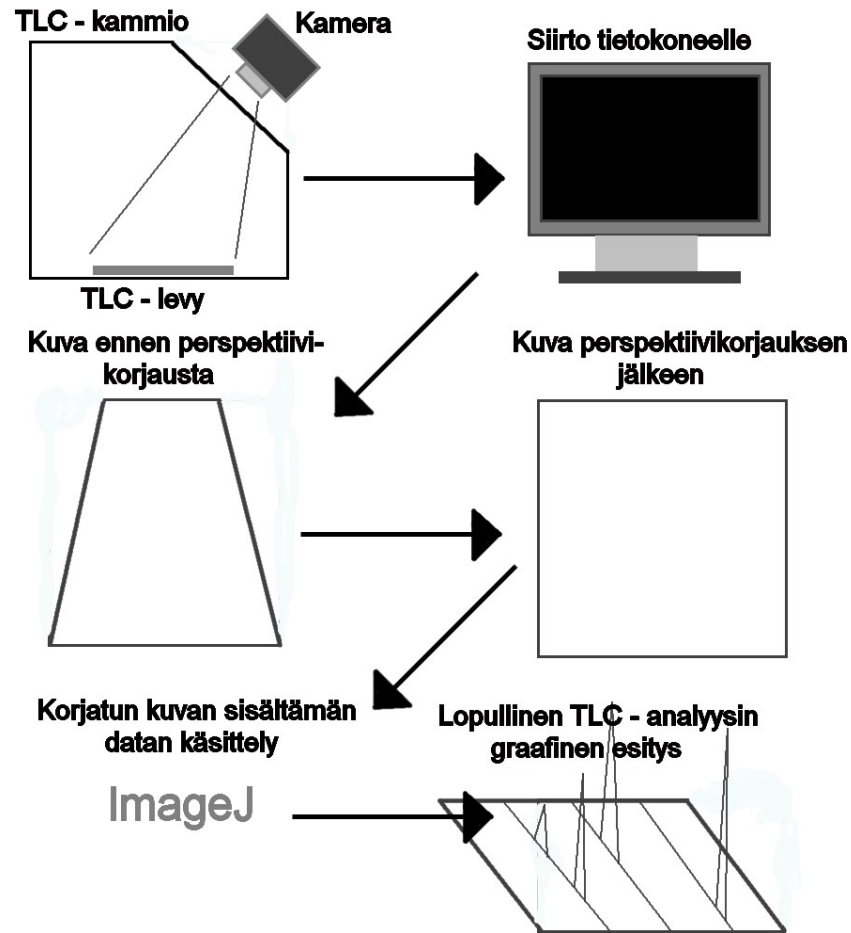 TLC - kammio
Kamera
Siirto tietokoneelle
TLC - levy
Kuva ennen perspektiivi-
korjausta
Kuva perspektiivikorjauksen
jälkeen
Korjatun kuvan sisältämän
datan käsittely
Lopullinen TLC - analyysin
graafinen esitys
ImageJ